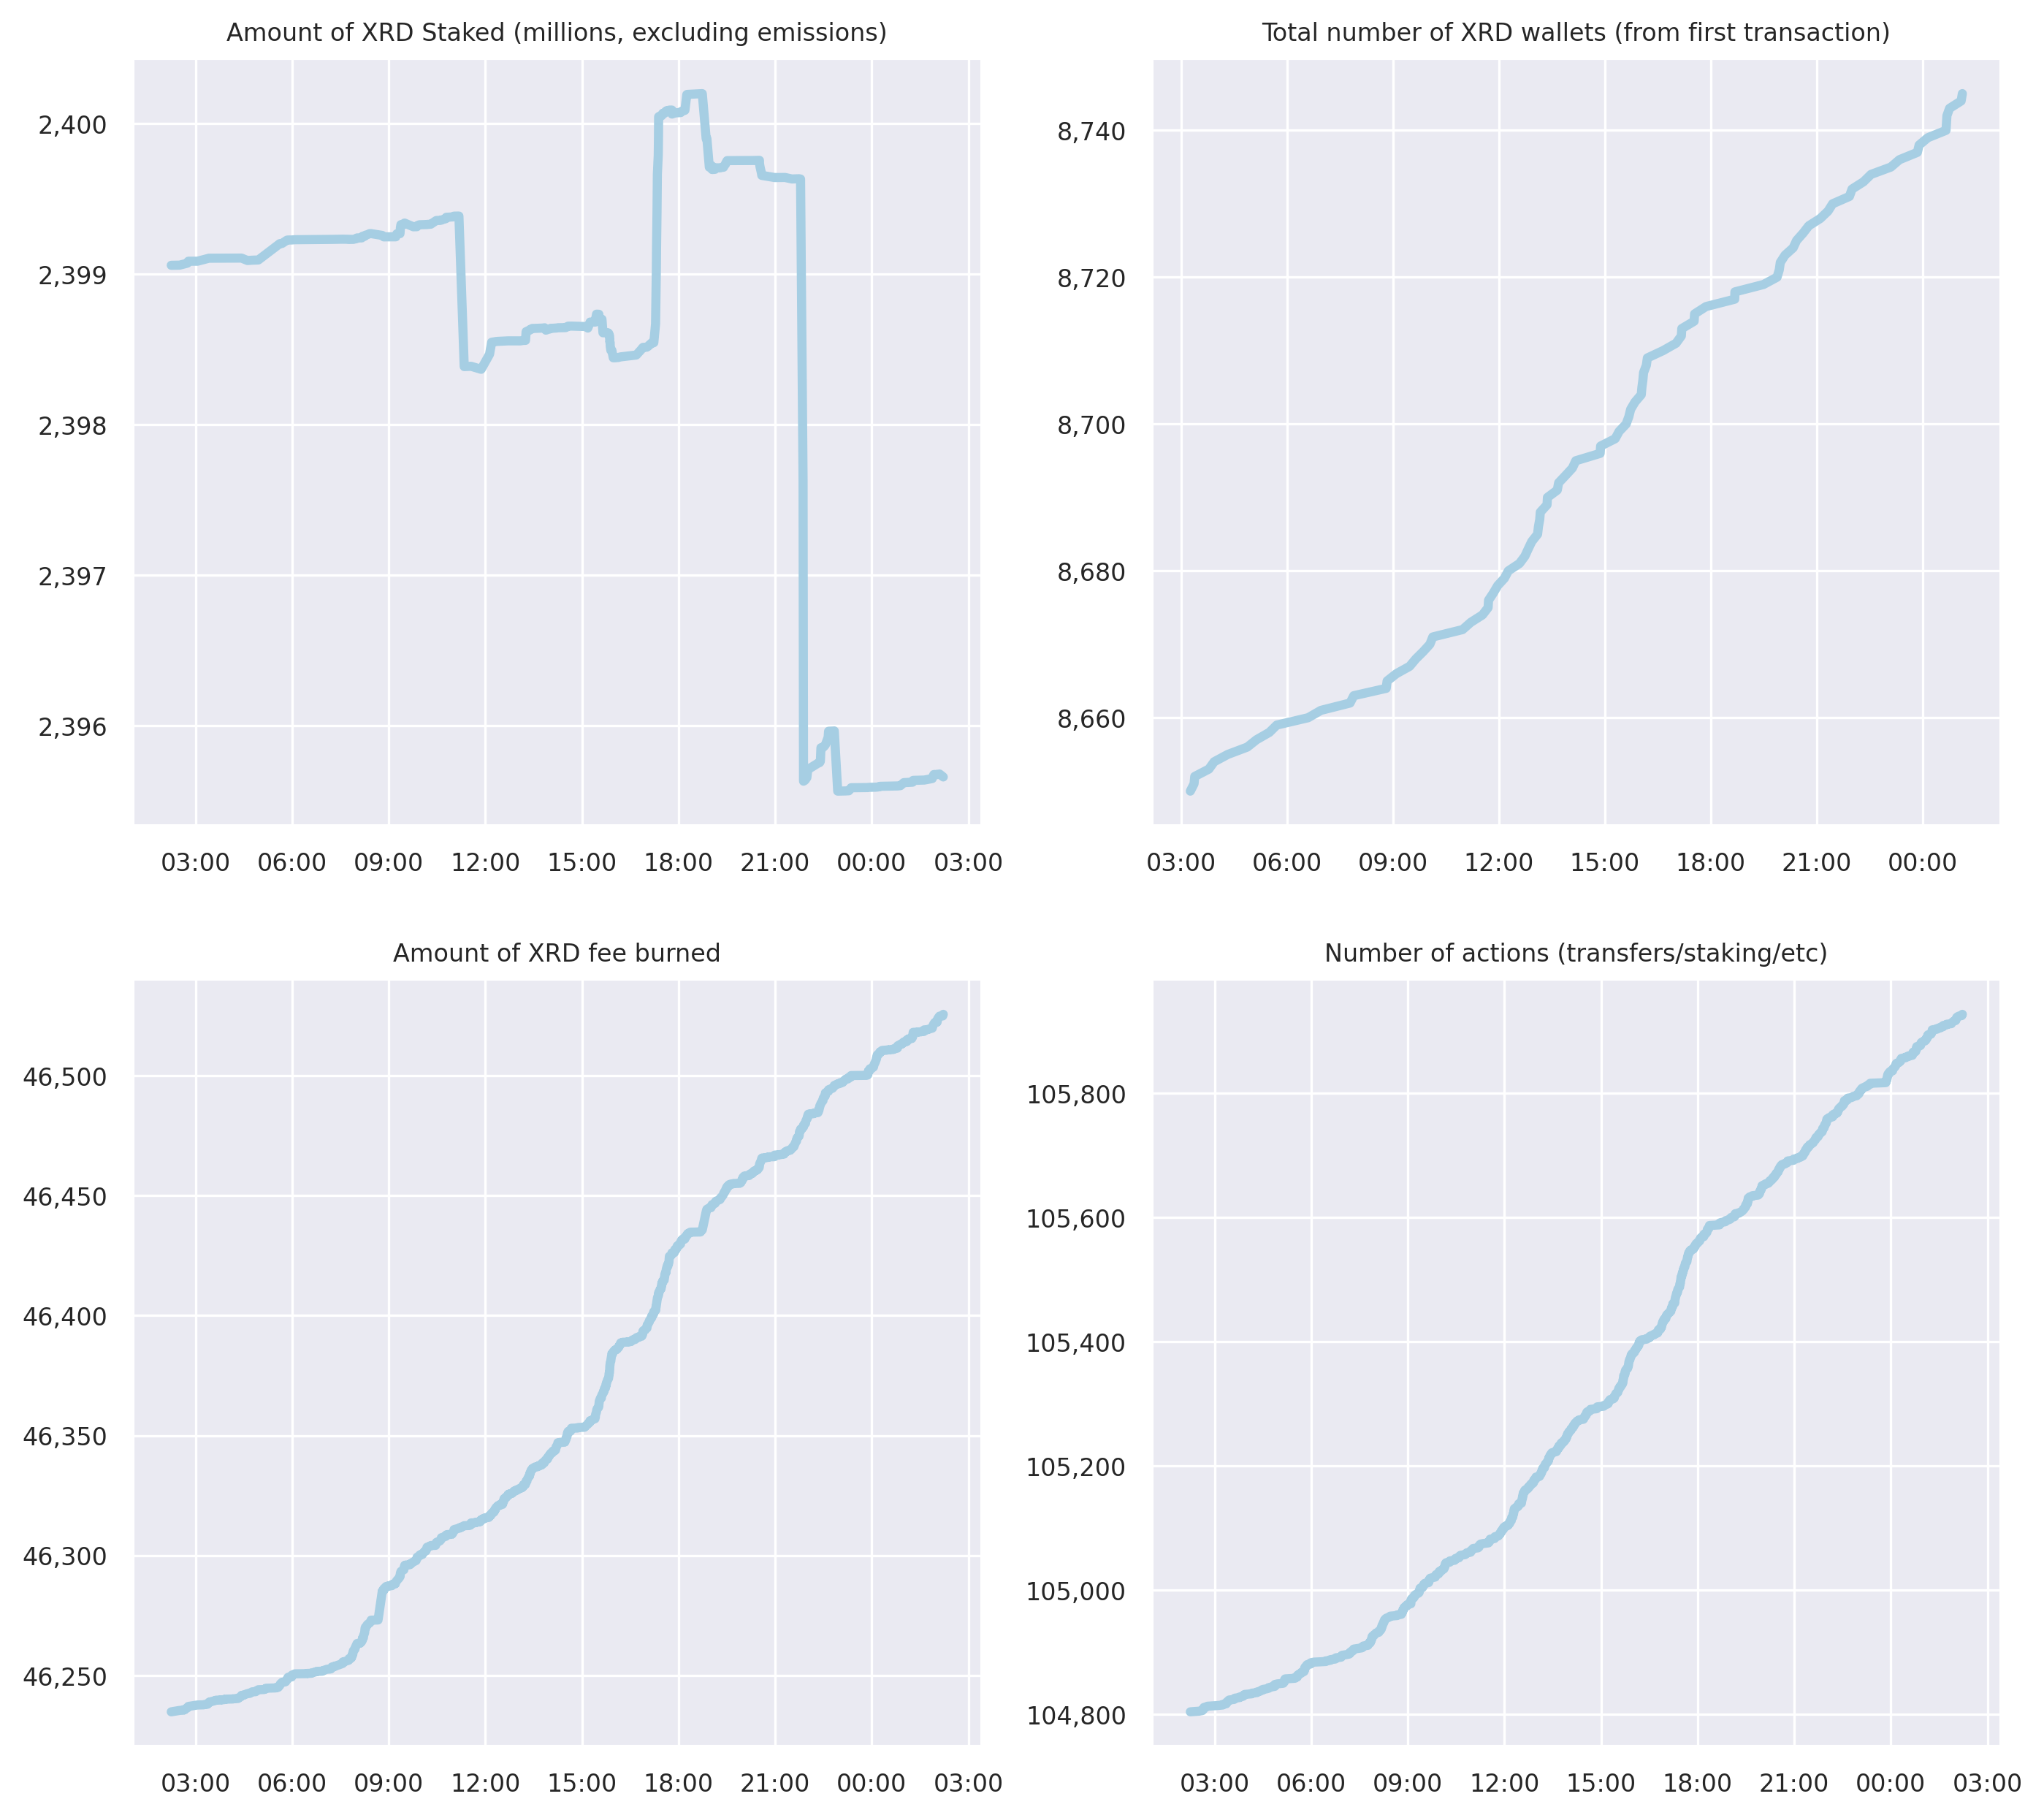 Amount of XRD Staked (millions, excluding emissions)
2,400
2,399
2,398
2,397
2,396
03:00 06:00 09:00 12:00 15:00 18:00 21:00 00:00 03:00
Total number of XRD wallets (from first transaction)
8,740
8,720
8,700
8,680
8,660
03:00 06:00 09:00 12:00 15:00 18:00 21:00 00:00
Amount of XRD fee burned
46,500
46,450
46,400
46,350
46,300
46,250
03:00 06:00 09:00 12:00 15:00 18:00 21:00 00:00 03:00
Number of actions (transfers/staking/etc)
105,800
105,600
105,400
105,200
105,000
104,800
03:00 06:00 09:00 12:00 15:00 18:00 21:00 00:00 03:00